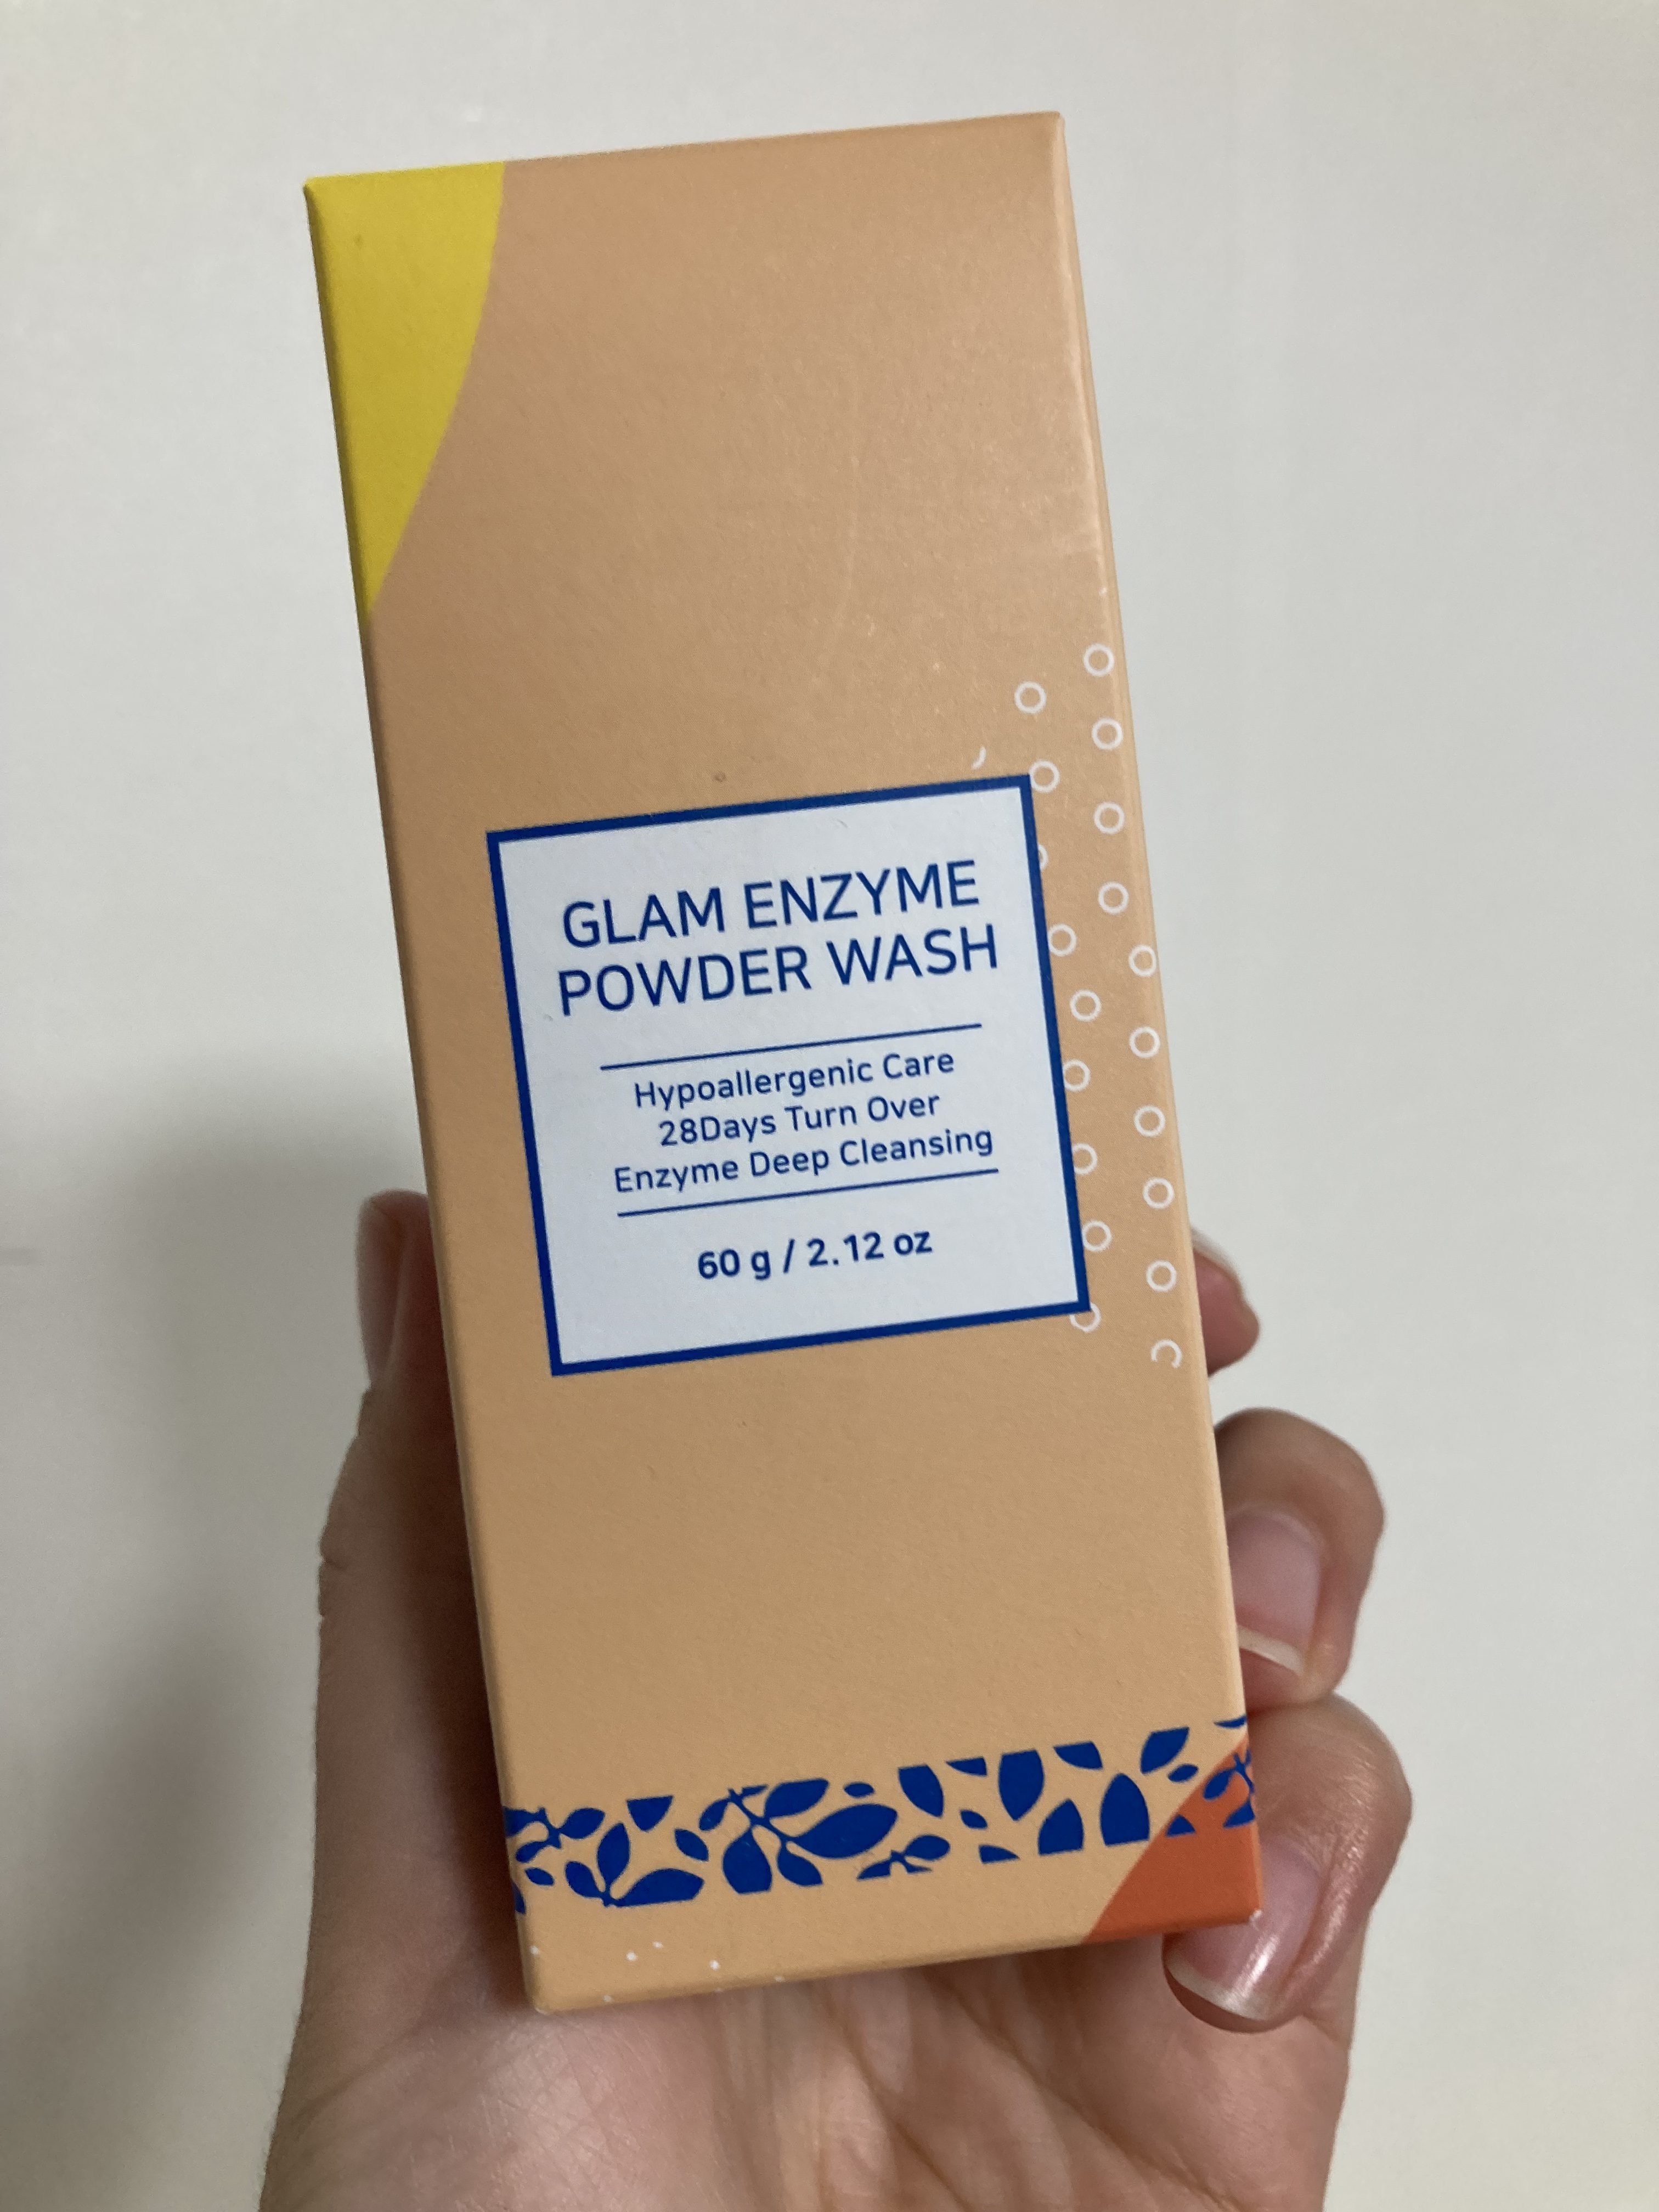 GLAM ENZYME
POWDER WASH
Hypoallergenic Care
28Days Turn Over
Enzyme Deep Cleansing
60 g / 2.12 oz